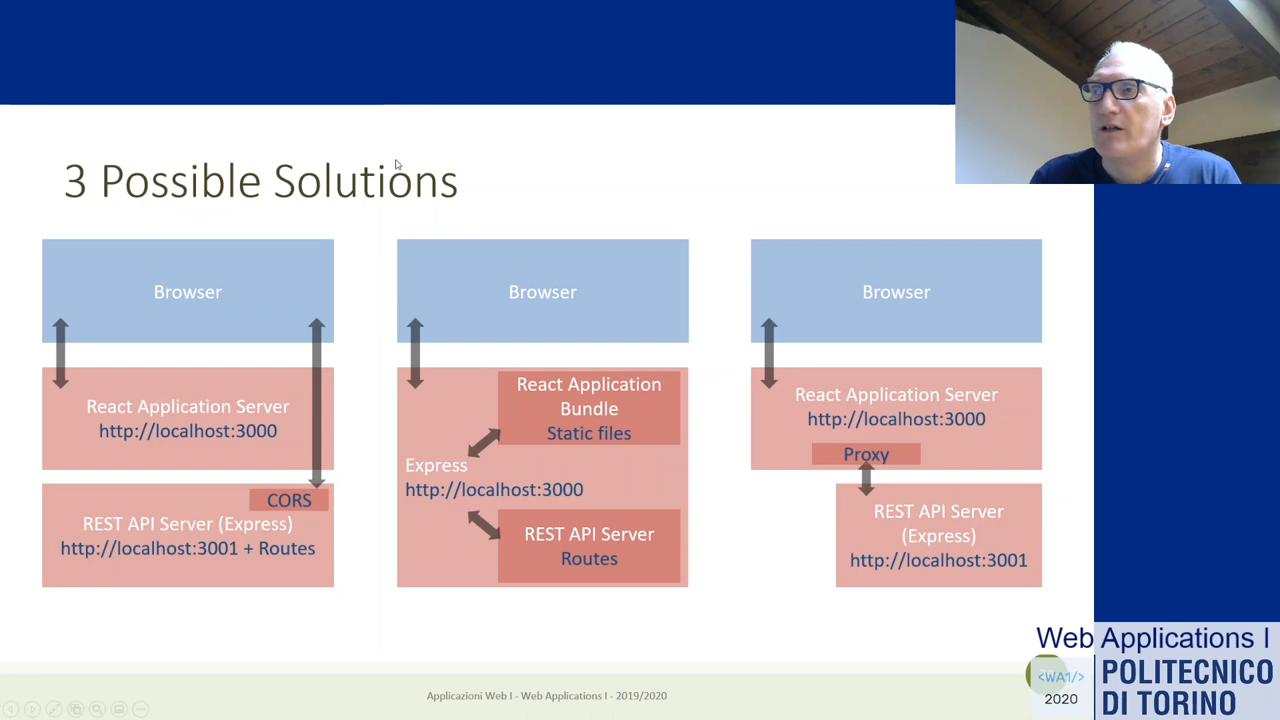 3 Possible Solutions
Browser
React Application Server
http://localhost:3000
CORS
REST API Server (Express)
http://localhost:3001 + Routes
Browser
React Application
Bundle
Static files
Express
http://localhost:3000
REST API Server
Routes
Browser
React Application Server
http://localhost:3000
Proxy
REST API Server
(Express)
http://localhost:3001
Applicazioni Web I - Web Applications I - 2019/2020
Web Applications I
<WA1/>
2020
POLITECNICO
DI TORINO